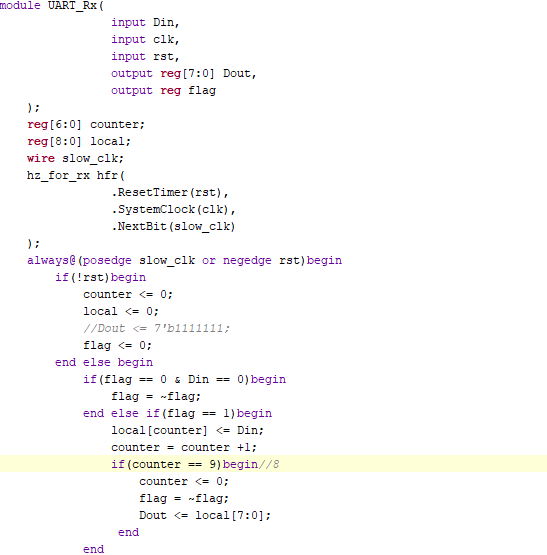 module UART_Rx(
input Din,
input clk,
input rst,
output reg[7:0] Dout,
output reg flag
);
reg[6:0] counter;
reg[8:0] local;
wire slow_clk;
hz_for_rx hfr(
.ResetTimer(rst),
.SystemClock(clk),
.NextBit(slow_clk)
);
always@(posedge slow_clk or negedge rst)begin
if(!rst)begin
counter <= 0;
local <= 0;
//Dout <= 7'b1111111;
flag <= 0;
end else begin
if(flag == 0 & Din == 0)begin
flag = ~flag;
end else if(flag == 1)begin
local[counter] <= Din;
counter = counter +1;
if(counter == 9)begin//8
counter <= 0;
flag = ~flag;
Dout <= local[7:0];
end
end